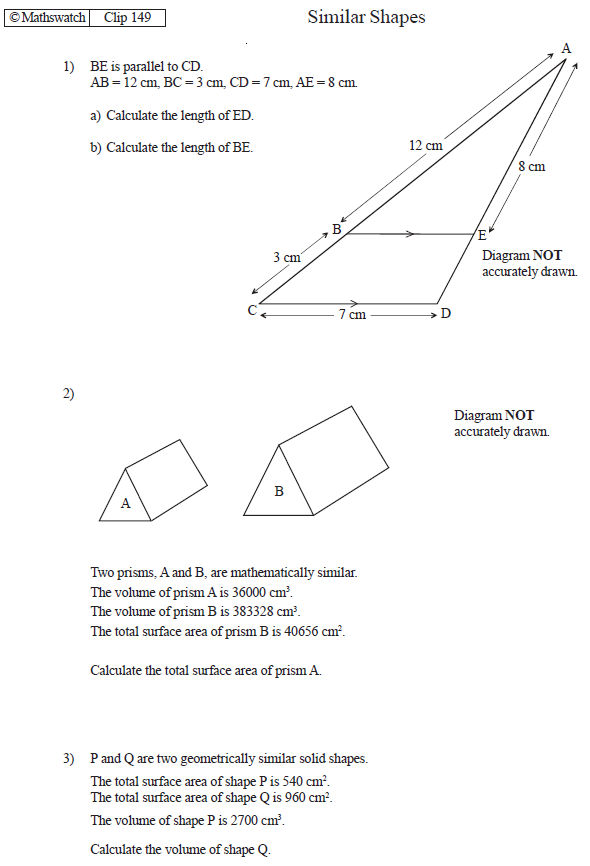 © Mathswatch Clip 149
Similar Shapes
1) BE is parallel to CD.
AB = 12 cm, BC = 3 cm, CD = 7 cm, AE = 8 cm.
a) Calculate the length of ED.
b) Calculate the length of BE.
A
12 cm
8 cm
B
E
3 cm
Diagram NOT
accurately drawn.
C
7 cm
D
2)
Diagram NOT
accurately drawn.
A
B
Two prisms, A and B, are mathematically similar.
The volume of prism A is 36000 cm³.
The volume of prism B is 383328 cm³.
The total surface area of prism B is 40656 cm².
Calculate the total surface area of prism A.
3) P and Q are two geometrically similar solid shapes.
The total surface area of shape P is 540 cm².
The total surface area of shape Q is 960 cm².
The volume of shape P is 2700 cm³.
Calculate the volume of shape Q.